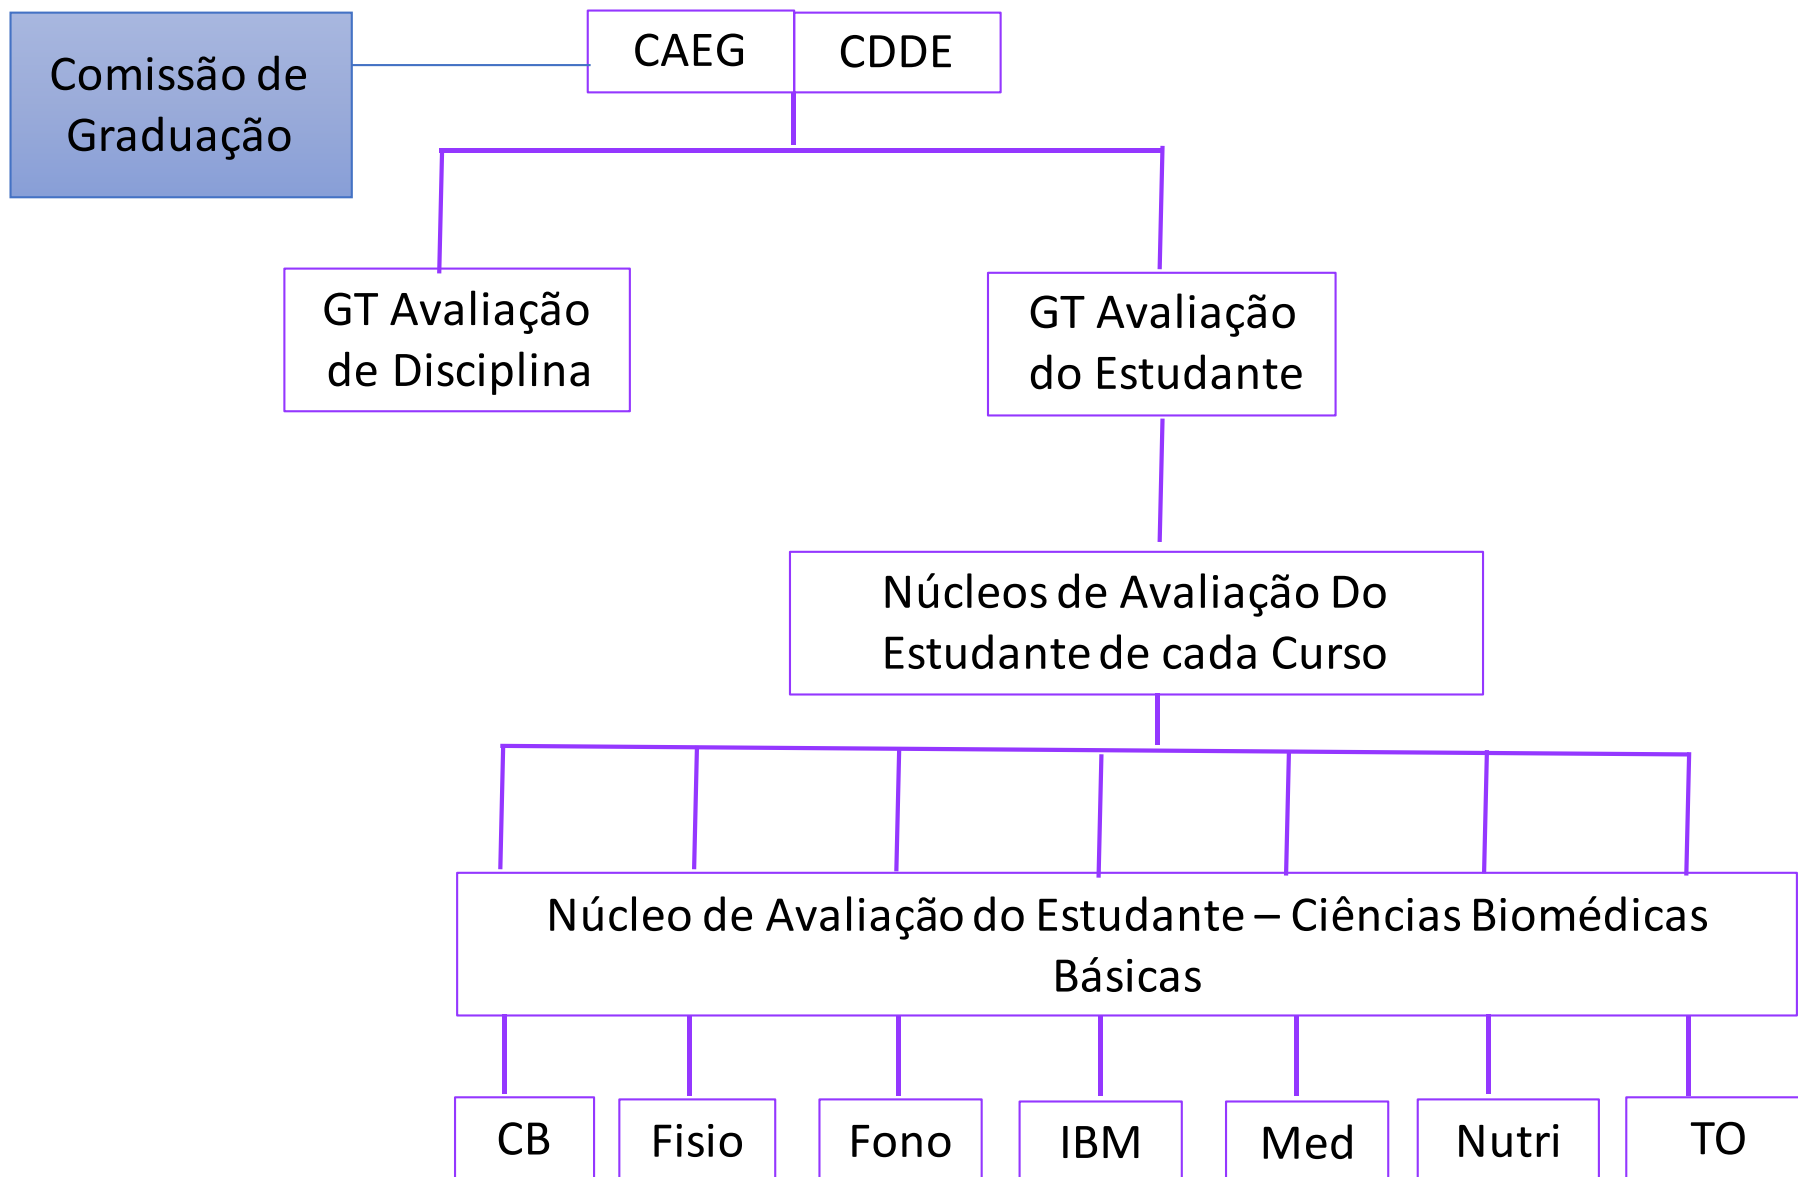 Comissão de
Graduação
CAEG
CDDE
GT Avaliação
de Disciplina
GT Avaliação
do Estudante
Núcleos de Avaliação Do
Estudante de cada Curso
Núcleo de Avaliação do Estudante – Ciências Biomédicas
Básicas
CB
Fisio
Fono
IBM
Med
Nutri
TO